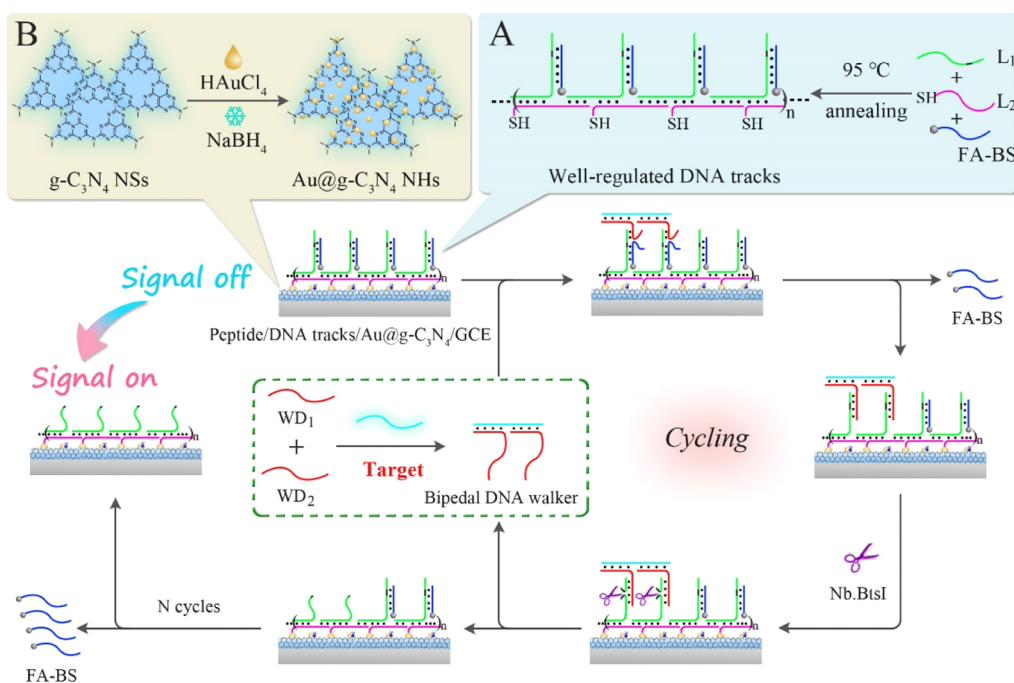 B
HAuCl₄
NaBH₄
g-C₃N₄ NSs
Au@g-C₃N₄ NHs
A
95 ℃
annealing
L₁
+
SH
L₂
+
FA-BS
SH
SH
SH
SH
n
Well-regulated DNA tracks
Signal off
Signal on
n
Peptide/DNA tracks/Au@g-C₃N₄/GCE
n
FA-BS
n
WD₁
+
WD₂
Target
Bipedal DNA walker
Cycling
n
Nb.BtsI
n
n
N cycles
FA-BS